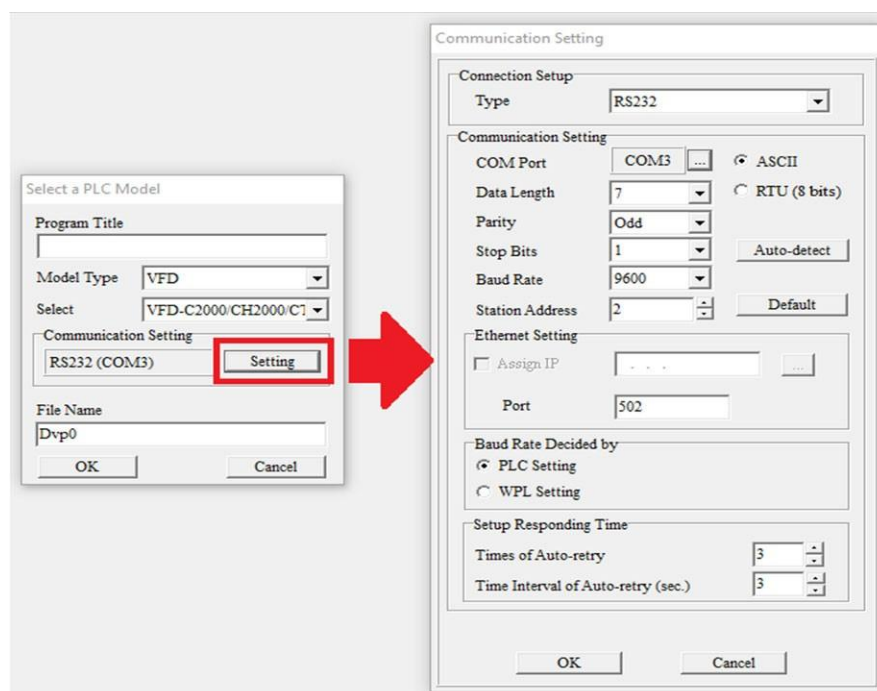 Select a PLC Model
Program Title
Model Type VFD
Select VFD-C2000/CH2000/CT
Communication Setting
RS232 (COM3) Setting
File Name
Dvp0
OK Cancel
Communication Setting
Connection Setup
Type RS232
Communication Setting
COM Port COM3 ... ASCII
Data Length 7 RTU (8 bits)
Parity Odd
Stop Bits 1 Auto-detect
Baud Rate 9600
Station Address 2 Default
Ethernet Setting
Assign IP . . . ...
Port 502
Baud Rate Decided by
PLC Setting
WPL Setting
Setup Responding Time
Times of Auto-retry 3
Time Interval of Auto-retry (sec.) 3
OK Cancel